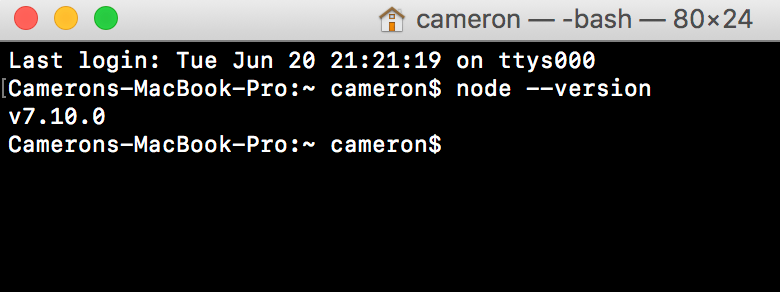 cameron — -bash — 80×24
Last login: Tue Jun 20 21:21:19 on ttys000
Camerons-MacBook-Pro:~ cameron$ node --version
v7.10.0
Camerons-MacBook-Pro:~ cameron$